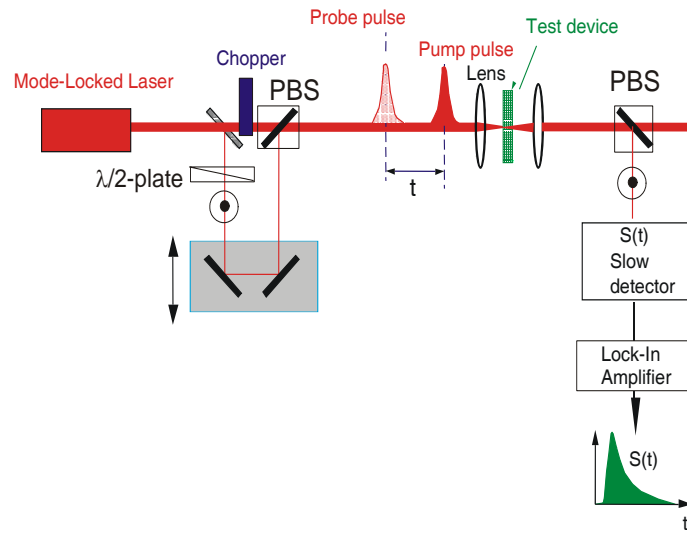 Probe pulse
Test device
Chopper
Pump pulse
Mode-Locked Laser
PBS
Lens
PBS
λ/2-plate
t
S(t)
Slow
detector
Lock-In
Amplifier
S(t)
t